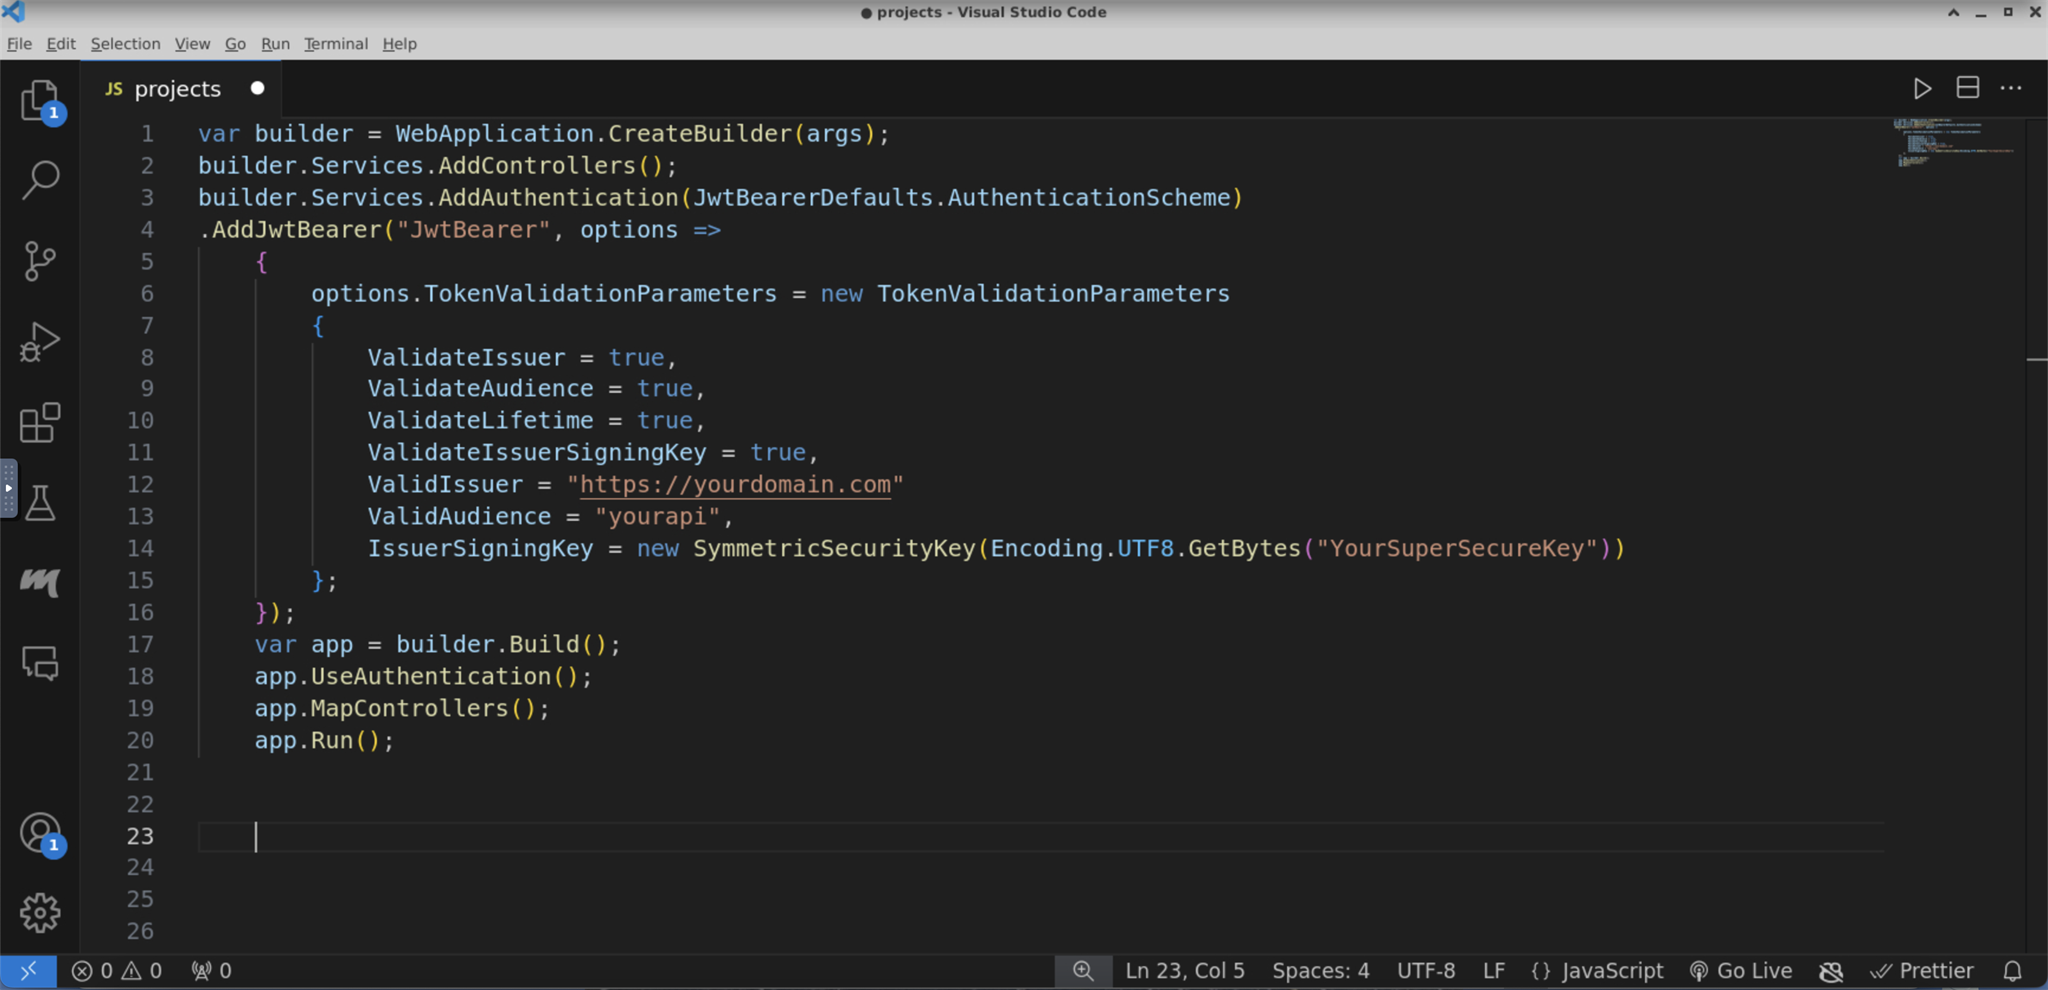 ● projects - Visual Studio Code
File Edit Selection View Go Run Terminal Help
JS projects ●
1 var builder = WebApplication.CreateBuilder(args);
2 builder.Services.AddControllers();
3 builder.Services.AddAuthentication(JwtBearerDefaults.AuthenticationScheme)
4 .AddJwtBearer("JwtBearer", options =>
5     {
6         options.TokenValidationParameters = new TokenValidationParameters
7         {
8             ValidateIssuer = true,
9             ValidateAudience = true,
10             ValidateLifetime = true,
11             ValidateIssuerSigningKey = true,
12             ValidIssuer = "https://yourdomain.com"
13             ValidAudience = "yourapi",
14             IssuerSigningKey = new SymmetricSecurityKey(Encoding.UTF8.GetBytes("YourSuperSecureKey"))
15         };
16     });
17     var app = builder.Build();
18     app.UseAuthentication();
19     app.MapControllers();
20     app.Run();
21
22
23
24
25
26
1
1
0 0 0 Ln 23, Col 5 Spaces: 4 UTF-8 LF {} JavaScript Go Live Prettier